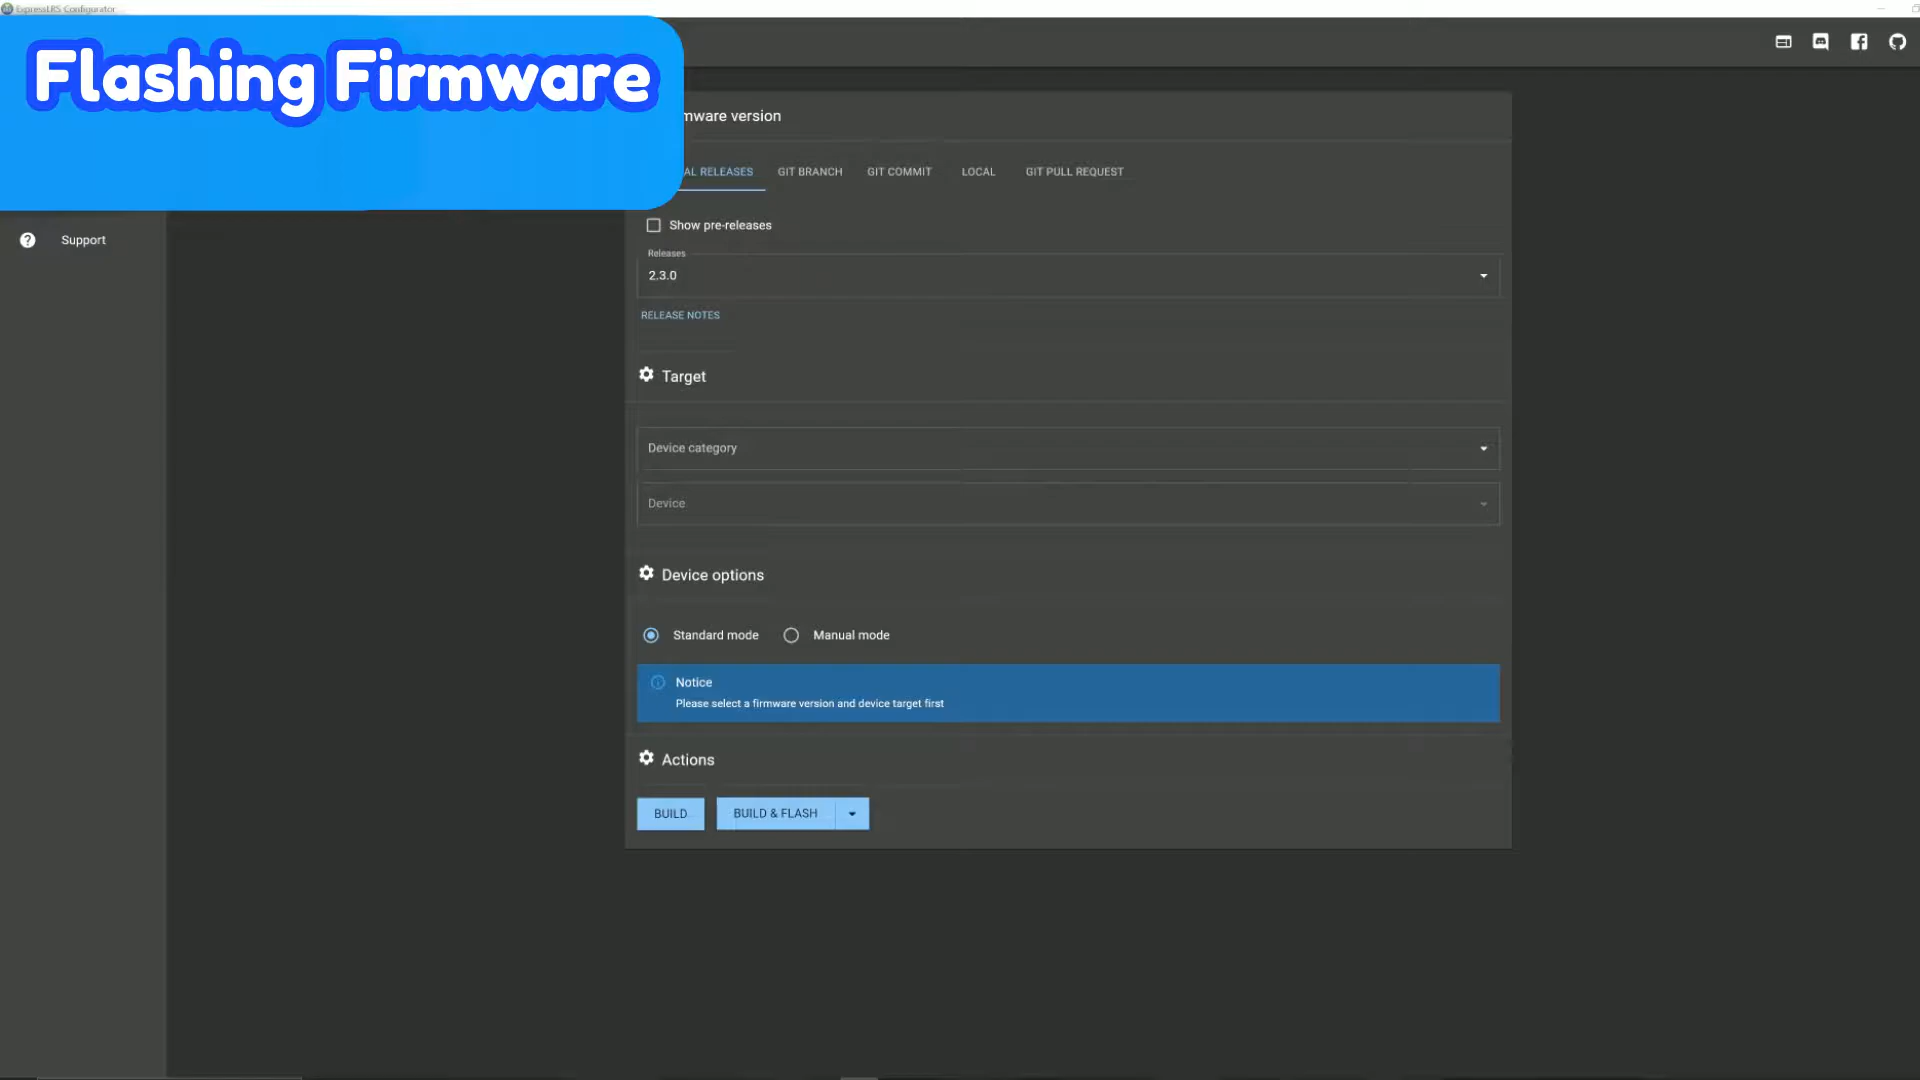 ExpressLRS Configurator
Flashing Firmware
mware version
AL RELEASES GIT BRANCH GIT COMMIT LOCAL GIT PULL REQUEST
Show pre-releases
Support
Releases
2.3.0
RELEASE NOTES
Target
Device category
Device
Device options
Standard mode Manual mode
Notice
Please select a firmware version and device target first
Actions
BUILD BUILD & FLASH